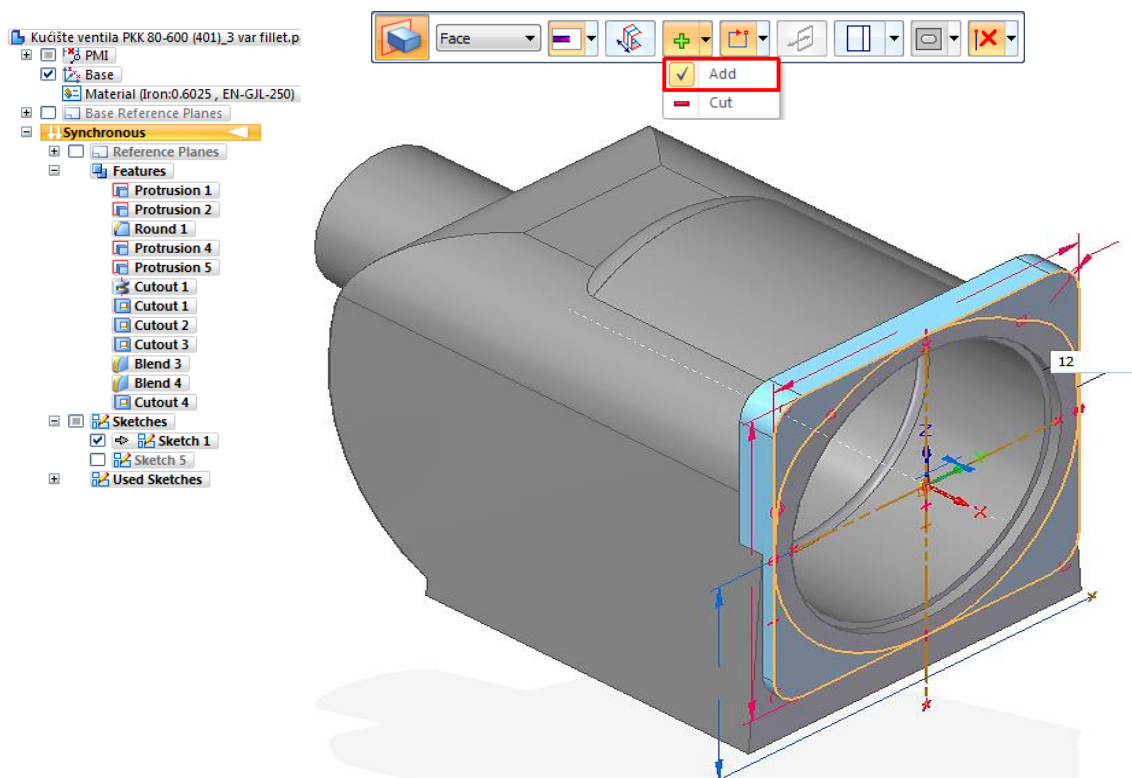 Kućište ventila PKK 80-600 (401)_3 var fillet.p
PMI
Base
Material (Iron:0.6025 , EN-GJL-250)
Base Reference Planes
Synchronous
Reference Planes
Features
Protrusion 1
Protrusion 2
Round 1
Protrusion 4
Protrusion 5
Cutout 1
Cutout 1
Cutout 2
Cutout 3
Blend 3
Blend 4
Cutout 4
Sketches
Sketch 1
Sketch 5
Used Sketches
Face
Add
Cut
12
Z
Y
X